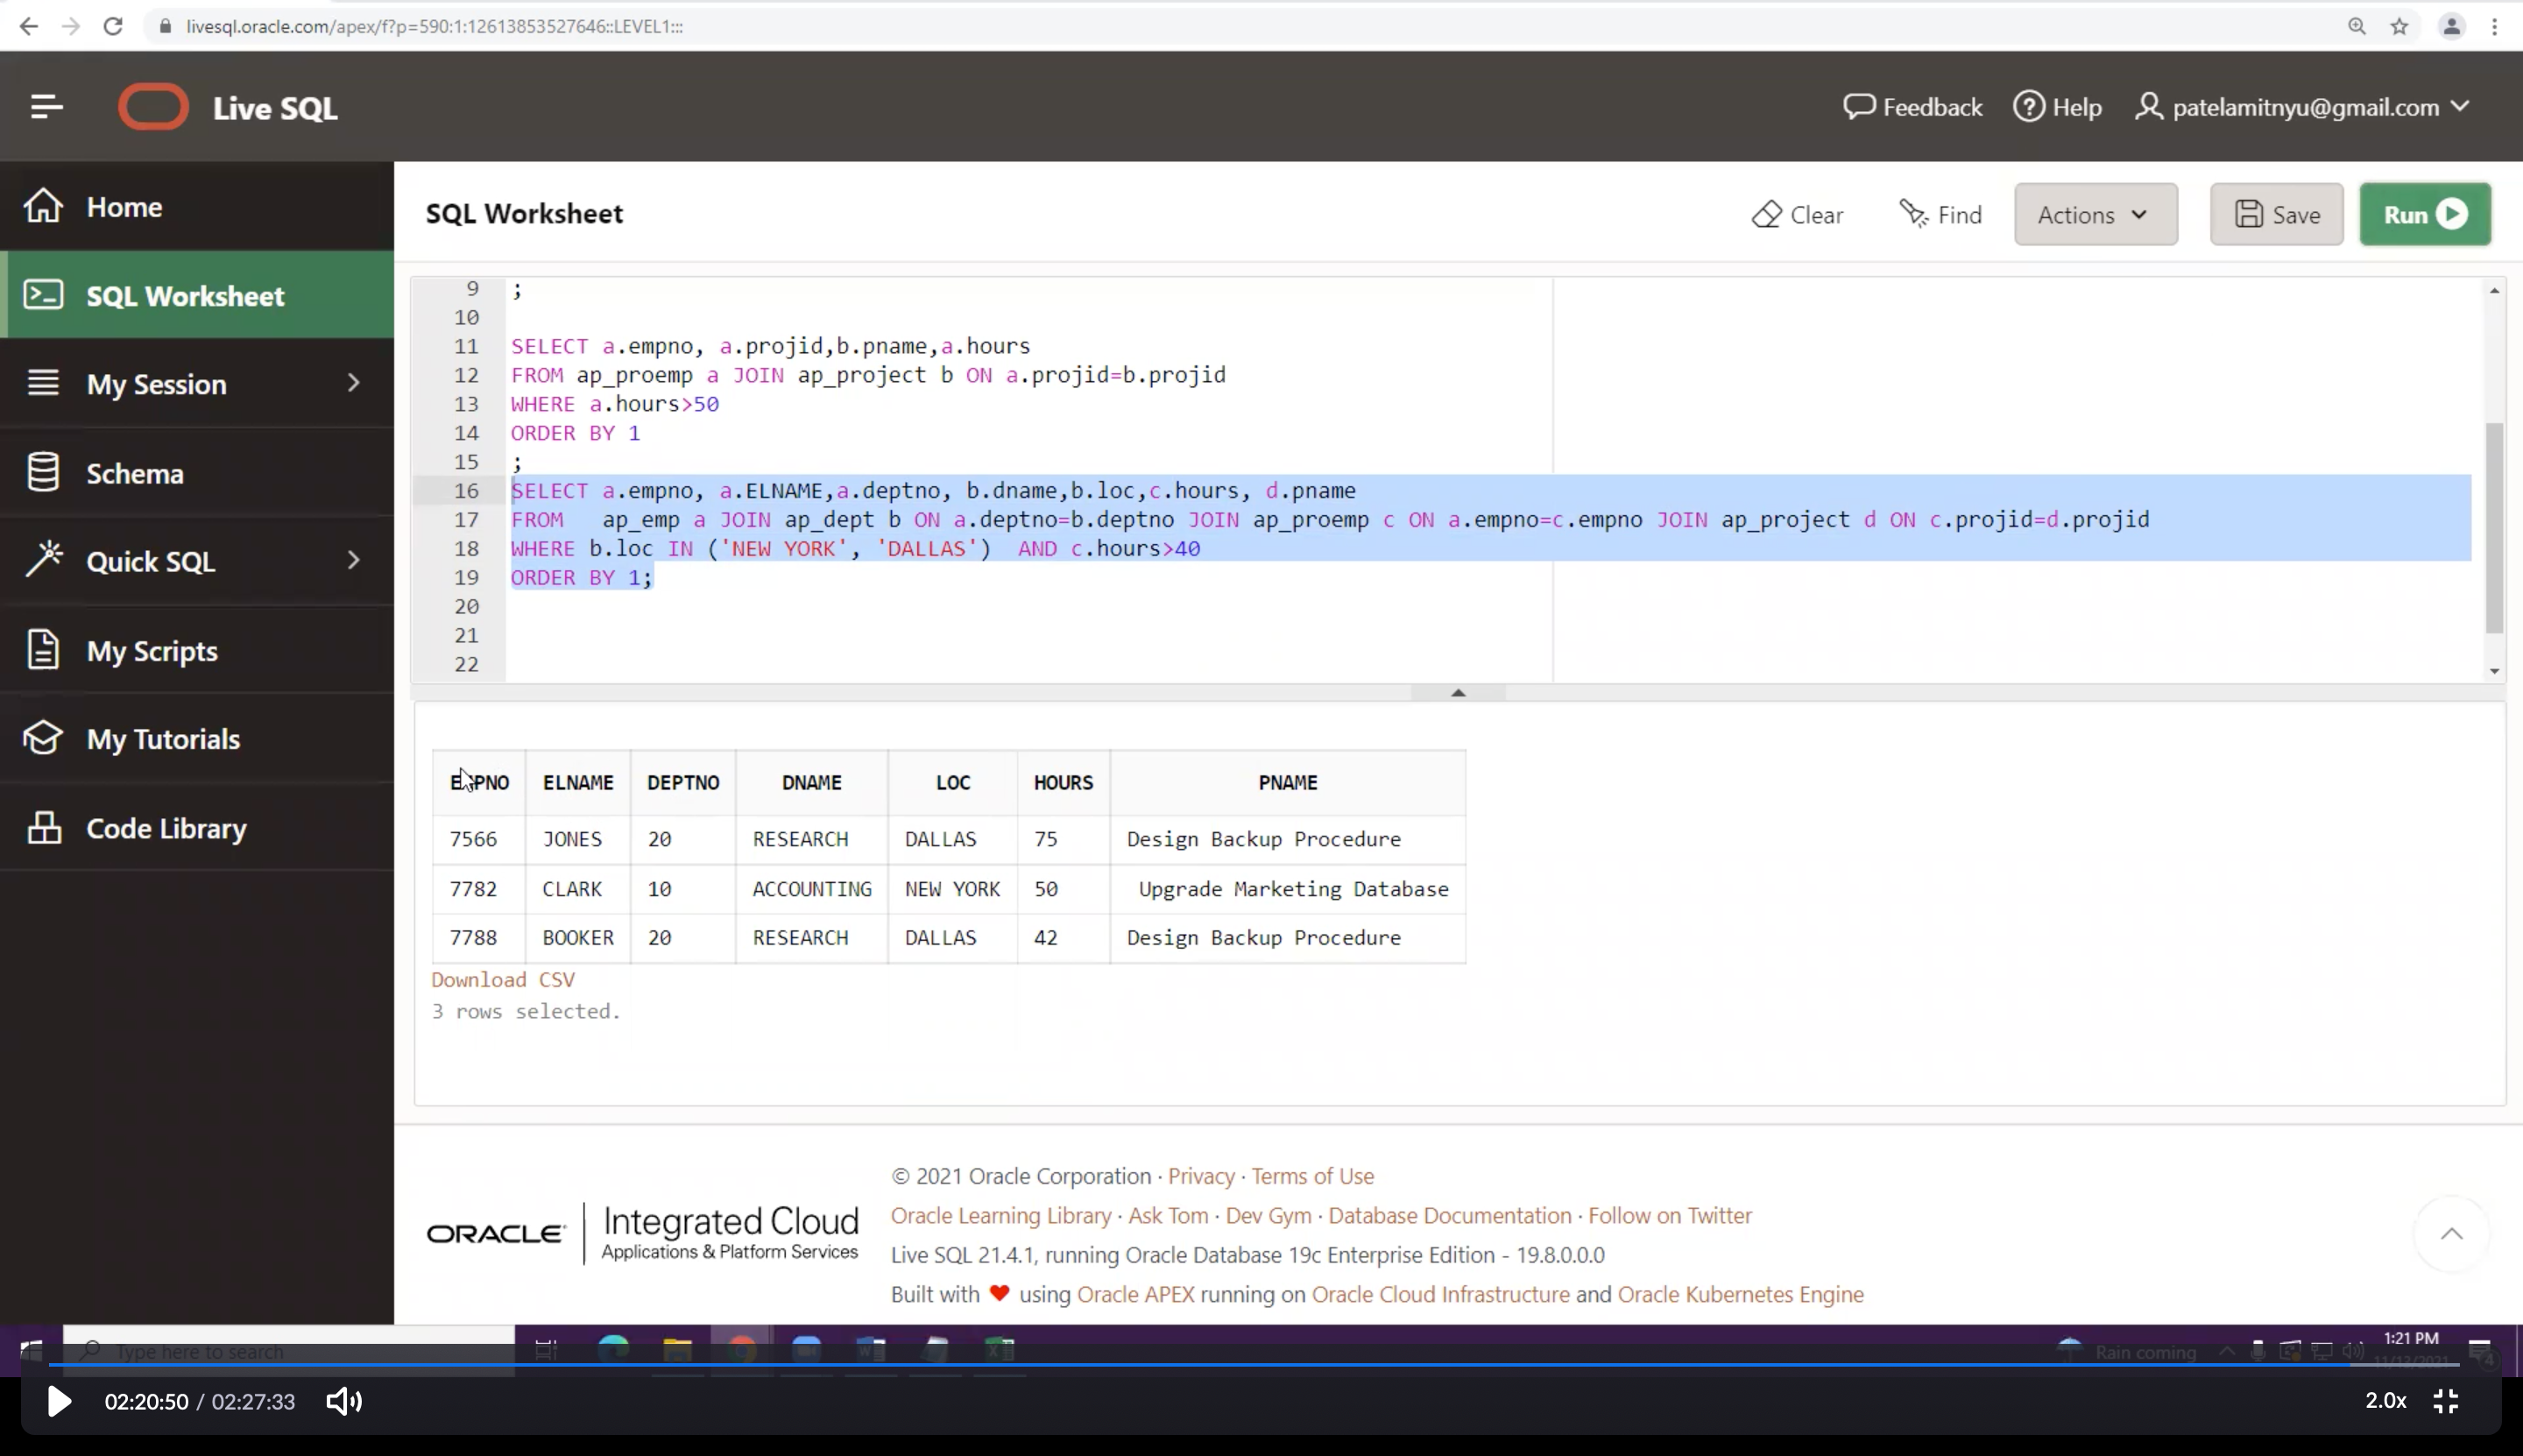 livesql.oracle.com/apex/f?p=590:1:12613853527646::LEVEL1:::
Live SQL
Feedback
Help
patelamitnyu@gmail.com
Home
SQL Worksheet
My Session
Schema
Quick SQL
My Scripts
My Tutorials
Code Library
SQL Worksheet
Clear
Find
Actions
Save
Run
9 ;
10
11 SELECT a.empno, a.projid,b.pname,a.hours
12 FROM ap_proemp a JOIN ap_project b ON a.projid=b.projid
13 WHERE a.hours>50
14 ORDER BY 1
15 ;
16 SELECT a.empno, a.ELNAME,a.deptno, b.dname,b.loc,c.hours, d.pname
17 FROM   ap_emp a JOIN ap_dept b ON a.deptno=b.deptno JOIN ap_proemp c ON a.empno=c.empno JOIN ap_project d ON c.projid=d.projid
18 WHERE b.loc IN ('NEW YORK', 'DALLAS')  AND c.hours>40
19 ORDER BY 1;
20
21
22
EMPNO ELNAME DEPTNO DNAME LOC HOURS PNAME
7566 JONES 20 RESEARCH DALLAS 75 Design Backup Procedure
7782 CLARK 10 ACCOUNTING NEW YORK 50 Upgrade Marketing Database
7788 BOOKER 20 RESEARCH DALLAS 42 Design Backup Procedure
Download CSV
3 rows selected.
ORACLE
Integrated Cloud
Applications & Platform Services
© 2021 Oracle Corporation · Privacy · Terms of Use
Oracle Learning Library · Ask Tom · Dev Gym · Database Documentation · Follow on Twitter
Live SQL 21.4.1, running Oracle Database 19c Enterprise Edition - 19.8.0.0.0
Built with ❤ using Oracle APEX running on Oracle Cloud Infrastructure and Oracle Kubernetes Engine
Type here to search
Rain coming
1:21 PM
02:20:50 / 02:27:33
2.0x